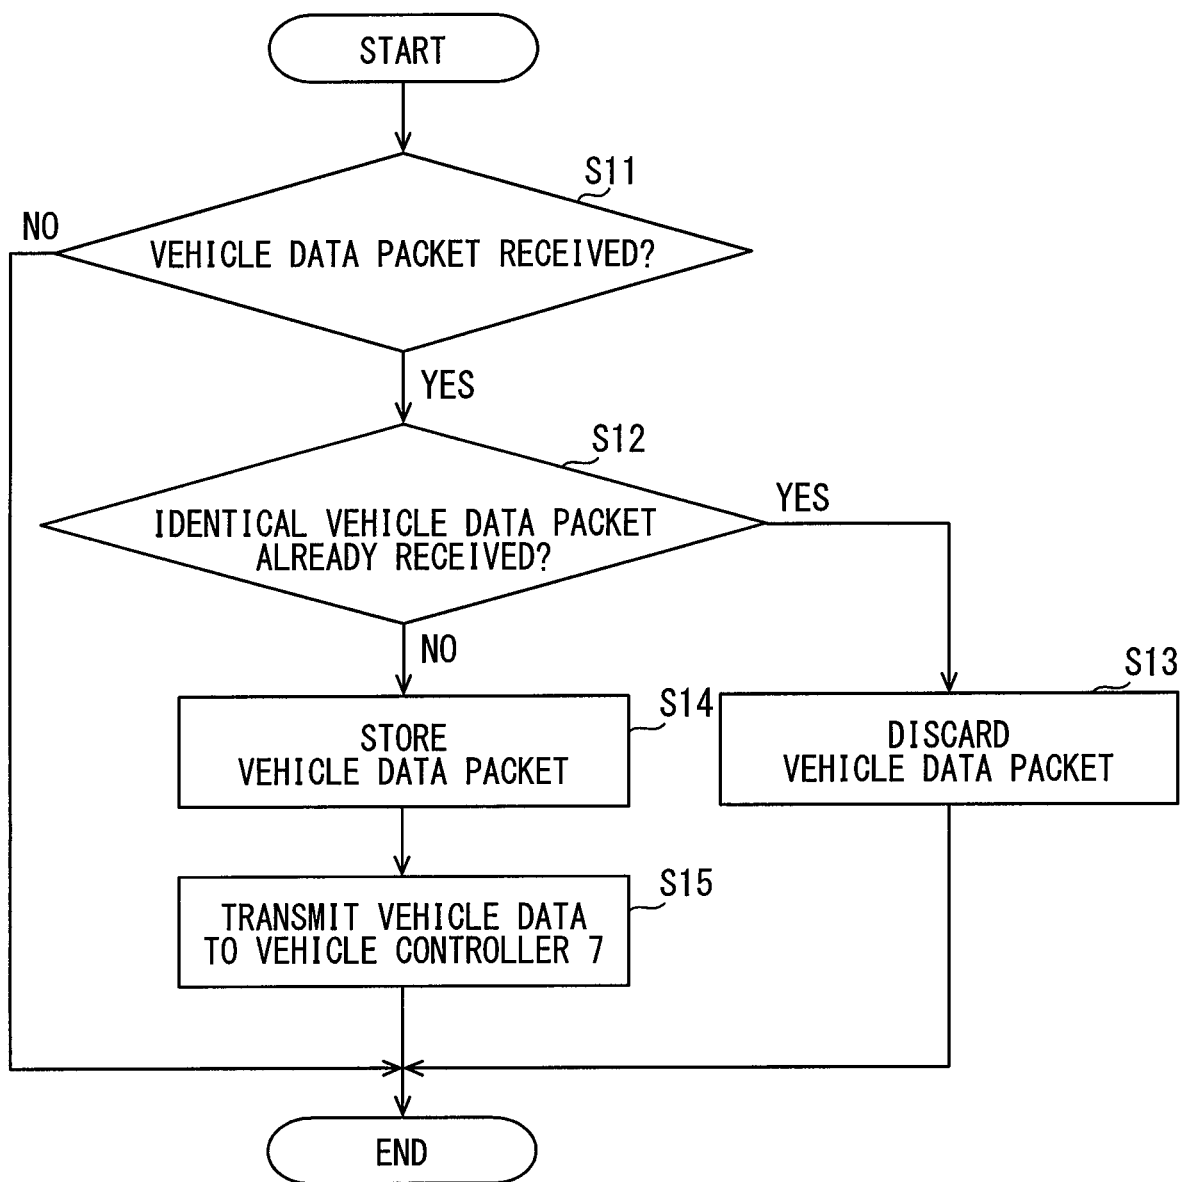 START
S11
NO
VEHICLE DATA PACKET RECEIVED?
YES
S12
IDENTICAL VEHICLE DATA PACKET
ALREADY RECEIVED?
YES
NO
S14
STORE
VEHICLE DATA PACKET
S13
DISCARD
VEHICLE DATA PACKET
S15
TRANSMIT VEHICLE DATA
TO VEHICLE CONTROLLER 7
END